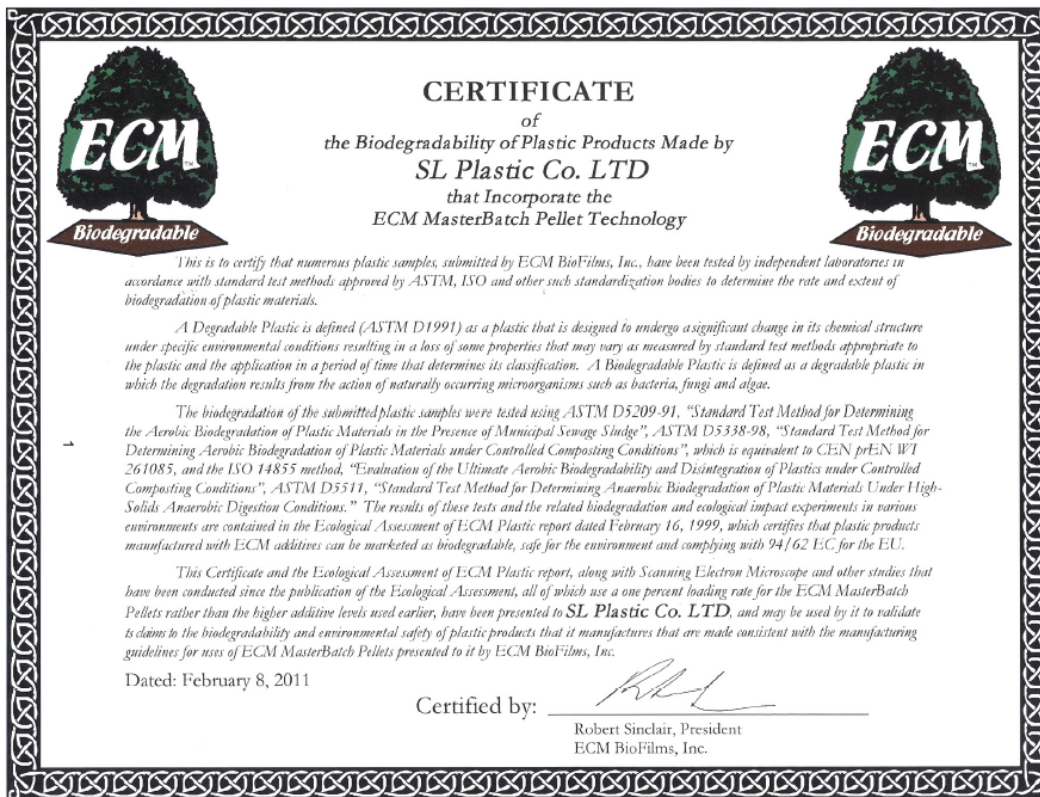 CERTIFICATE
of
the Biodegradability of Plastic Products Made by
SL Plastic Co. LTD
that Incorporate the
ECM MasterBatch Pellet Technology
ECM
TM
Biodegradable
ECM
TM
Biodegradable
This is to certify that numerous plastic samples, submitted by ECM BioFilms, Inc., have been tested by independent laboratories in
accordance with standard test methods approved by ASTM, ISO and other such standardization bodies to determine the rate and extent of
biodegradation of plastic materials.
A Degradable Plastic is defined (ASTM D1991) as a plastic that is designed to undergo a significant change in its chemical structure
under specific environmental conditions resulting in a loss of some properties that may vary as measured by standard test methods appropriate to
the plastic and the application in a period of time that determines its classification. A Biodegradable Plastic is defined as a degradable plastic in
which the degradation results from the action of naturally occurring microorganisms such as bacteria, fungi and algae.
The biodegradation of the submitted plastic samples were tested using ASTM D5209-91, “Standard Test Method for Determining
the Aerobic Biodegradation of Plastic Materials in the Presence of Municipal Sewage Sludge”, ASTM D5338-98, “Standard Test Method for
Determining Aerobic Biodegradation of Plastic Materials under Controlled Composting Conditions”, which is equivalent to CEN prEN WI
261085, and the ISO 14855 method, “Evaluation of the Ultimate Aerobic Biodegradability and Disintegration of Plastics under Controlled
Composting Conditions”, ASTM D5511, “Standard Test Method for Determining Anaerobic Biodegradation of Plastic Materials Under High-
Solids Anaerobic Digestion Conditions.” The results of these tests and the related biodegradation and ecological impact experiments in various
environments are contained in the Ecological Assessment of ECM Plastic report dated February 16, 1999, which certifies that plastic products
manufactured with ECM additives can be marketed as biodegradable, safe for the environment and complying with 94/62 EC for the EU.
This Certificate and the Ecological Assessment of ECM Plastic report, along with Scanning Electron Microscope and other studies that
have been conducted since the publication of the Ecological Assessment, all of which use a one percent loading rate for the ECM MasterBatch
Pellets rather than the higher additive levels used earlier, have been presented to SL Plastic Co. LTD, and may be used by it to validate
ts claims to the biodegradability and environmental safety of plastic products that it manufactures that are made consistent with the manufacturing
guidelines for uses of ECM MasterBatch Pellets presented to it by ECM BioFilms, Inc.
Dated: February 8, 2011
Certified by:
Robert Sinclair, President
ECM BioFilms, Inc.